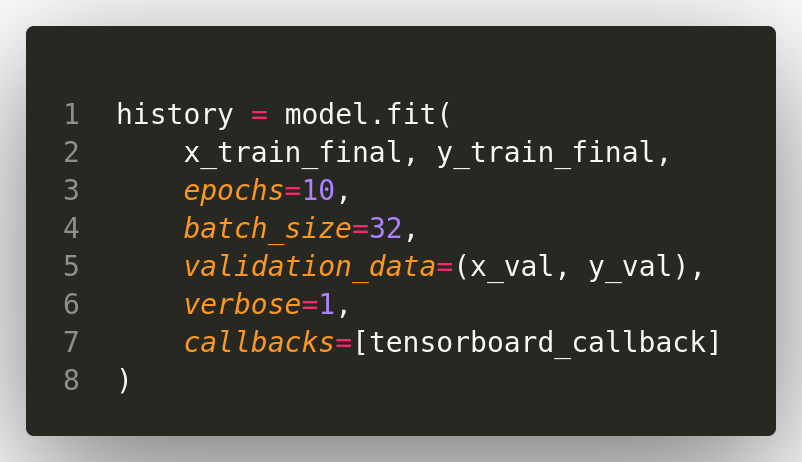 1 history = model.fit(
2     x_train_final, y_train_final,
3     epochs=10,
4     batch_size=32,
5     validation_data=(x_val, y_val),
6     verbose=1,
7     callbacks=[tensorboard_callback]
8 )